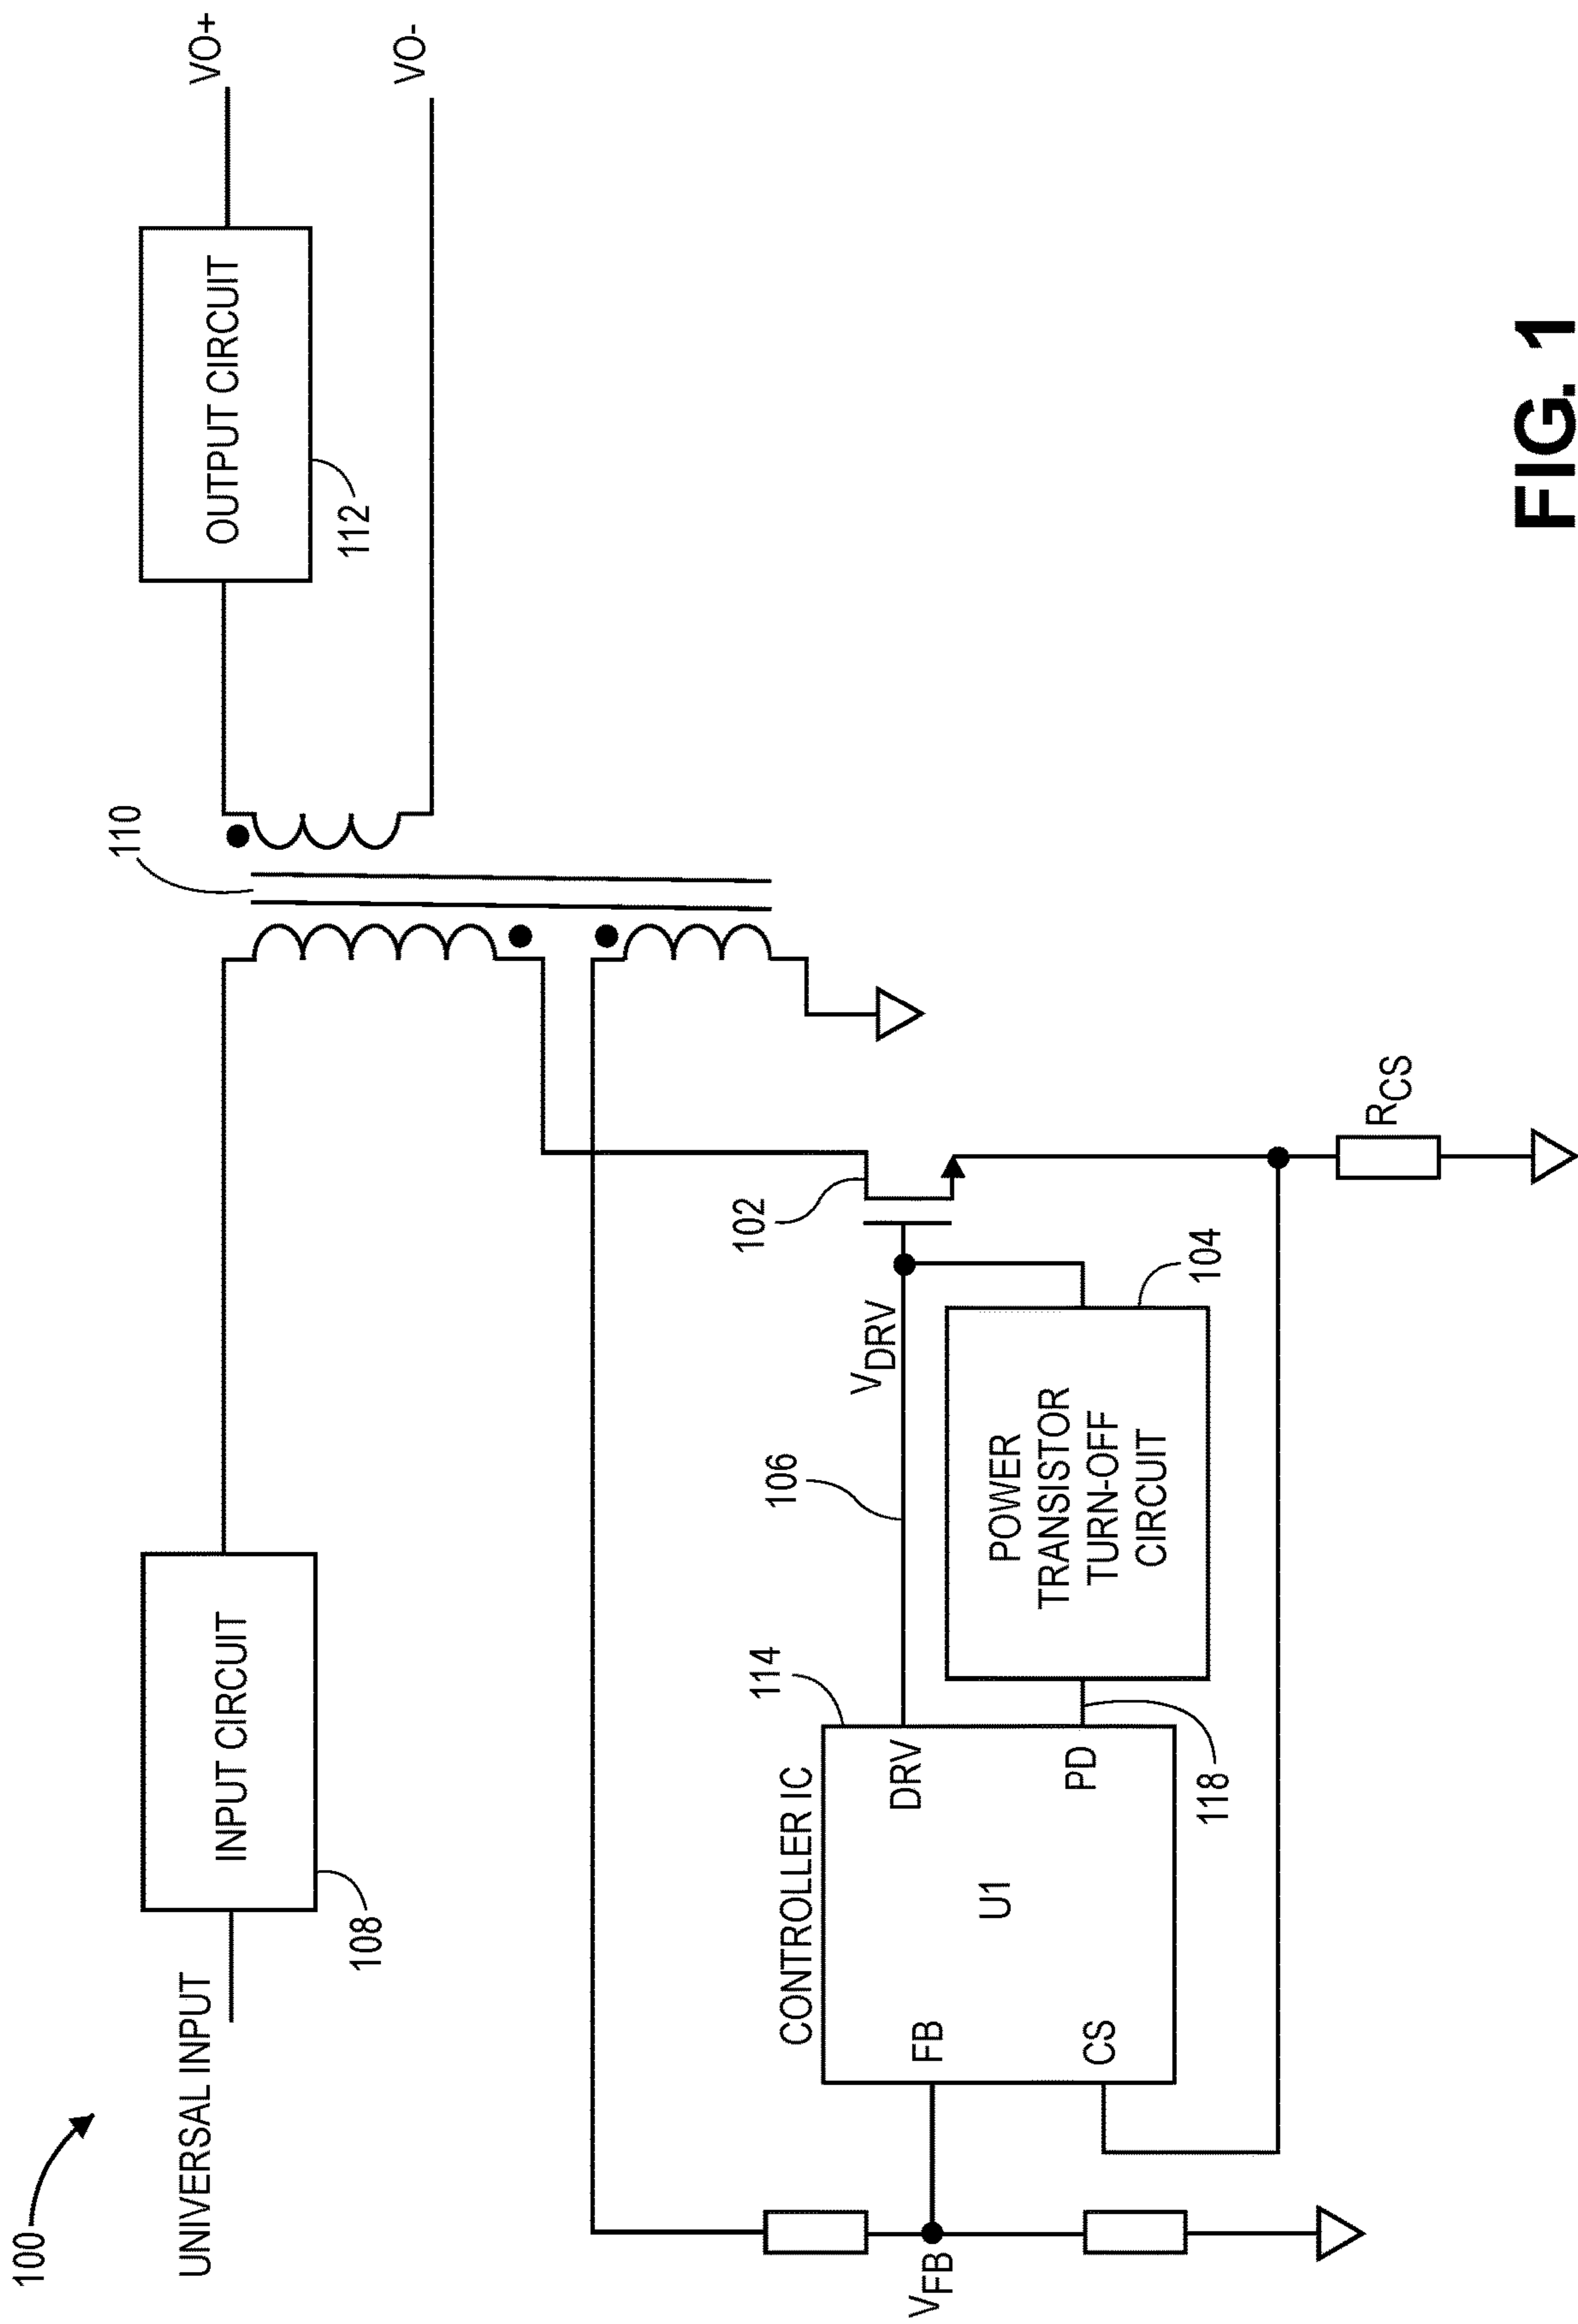 100
UNIVERSAL INPUT
INPUT CIRCUIT
108
110
OUTPUT CIRCUIT
112
VO+
VO-
CONTROLLER IC
114
FB
CS
U1
DRV
PD
106
VDRV
102
118
POWER
TRANSISTOR
TURN-OFF
CIRCUIT
104
VFB
RCS
FIG. 1